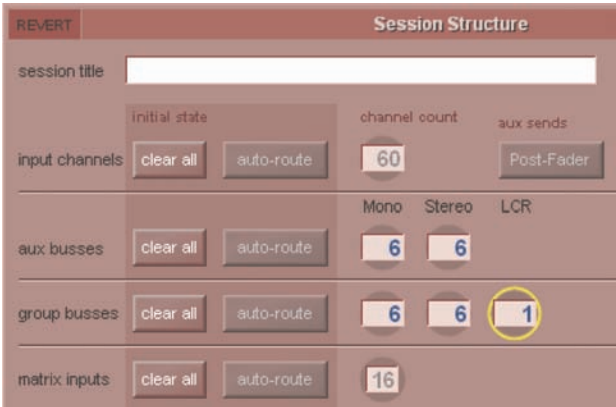 REVERT Session Structure
session title
initial state channel count aux sends
input channels clear all auto-route 60 Post-Fader
Mono Stereo LCR
aux busses clear all auto-route 6 6
group busses clear all auto-route 6 6 1
matrix inputs clear all auto-route 16